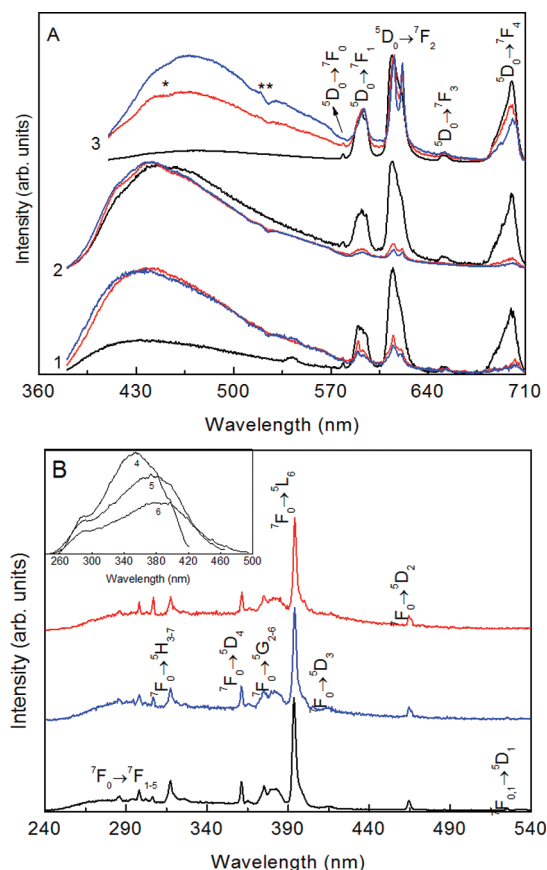 A
Intensity (arb. units)
⁵D₀→⁷F₀
⁵D₀→⁷F₁
⁵D₀→⁷F₂
⁵D₀→⁷F₃
⁵D₀→⁷F₄
*
**
3
2
1
360 430 500 570 640 710
Wavelength (nm)
B
Intensity (arb. units)
4
5
6
260 300 340 380 420 460 500
Wavelength (nm)
⁷F₀→⁵L₆
⁷F₀→⁵D₂
⁷F₀→⁵H₃₋₇
⁷F₀→⁵D₄
⁷F₀→⁵G₂₋₆
⁷F₀→⁵D₃
⁷F₀→⁷F₁₋₅
⁷F₀,₁→⁵D₁
240 290 340 390 440 490 540
Wavelength (nm)